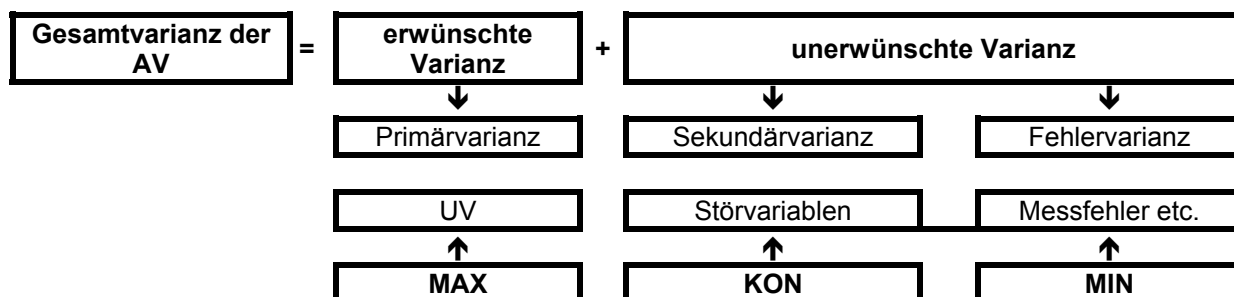 Gesamtvarianz der AV = erwünschte Varianz + unerwünschte Varianz
Primärvarianz Sekundärvarianz Fehlervarianz
UV Störvariablen Messfehler etc.
MAX KON MIN